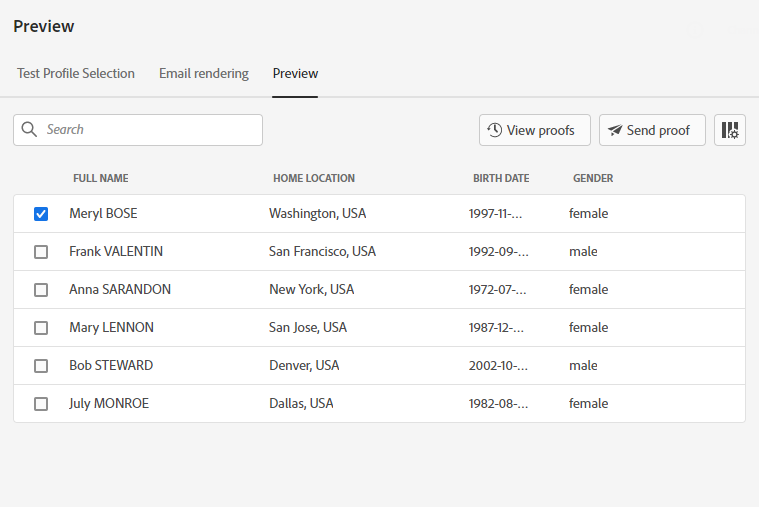 Preview
Test Profile Selection Email rendering Preview
Search View proofs Send proof
FULL NAME HOME LOCATION BIRTH DATE GENDER
Meryl BOSE Washington, USA 1997-11-... female
Frank VALENTIN San Francisco, USA 1992-09-... male
Anna SARANDON New York, USA 1972-07-... female
Mary LENNON San Jose, USA 1987-12-... female
Bob STEWARD Denver, USA 2002-10-... male
July MONROE Dallas, USA 1982-08-... female